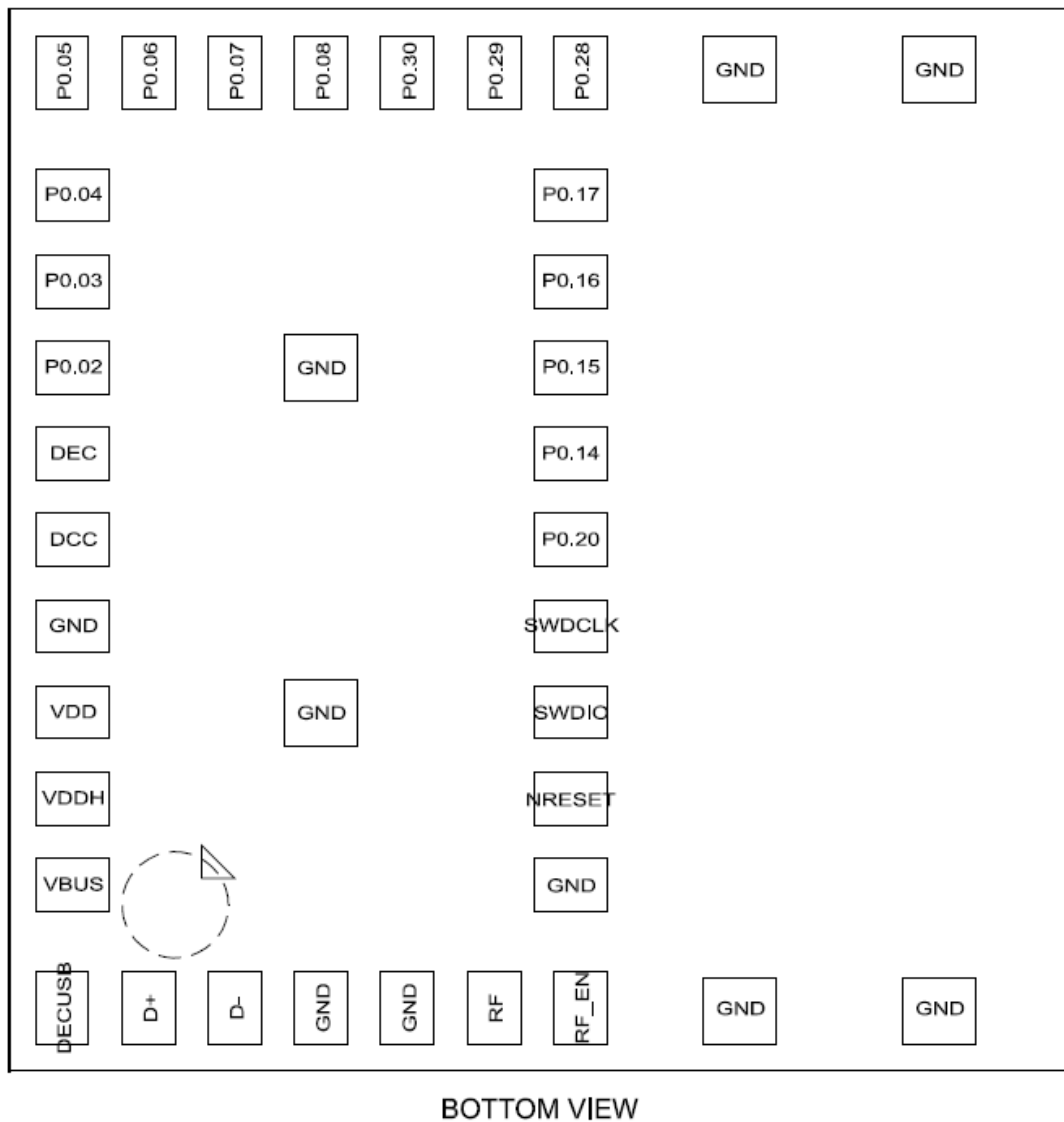 P0.05 P0.06 P0.07 P0.08 P0.30 P0.29 P0.28 GND GND
P0.04 P0.17
P0.03 P0.16
P0.02 GND P0.15
DEC P0.14
DCC P0.20
GND SWDCLK
VDD GND SWDIO
VDDH NRESET
VBUS GND
DECUSB D+ D- GND GND RF RF_EN GND GND
BOTTOM VIEW